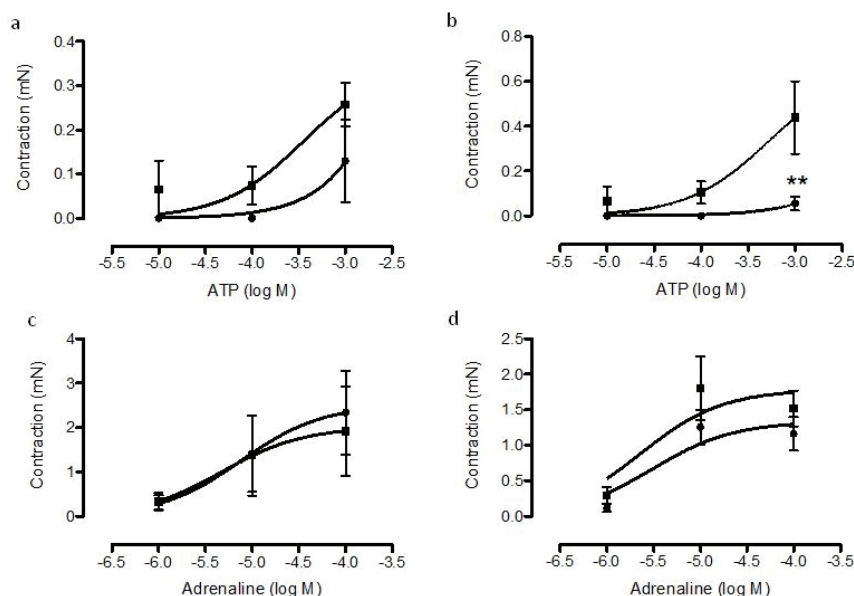 a
Contraction (mN)
0.4
0.3
0.2
0.1
0.0
-5.5 -5.0 -4.5 -4.0 -3.5 -3.0 -2.5
ATP (log M)
b
Contraction (mN)
0.8
0.6
0.4
0.2
0.0
**
-5.5 -5.0 -4.5 -4.0 -3.5 -3.0 -2.5
ATP (log M)
c
Contraction (mN)
4
3
2
1
0
-6.5 -6.0 -5.5 -5.0 -4.5 -4.0 -3.5
Adrenaline (log M)
d
Contraction (mN)
2.5
2.0
1.5
1.0
0.5
0.0
-6.5 -6.0 -5.5 -5.0 -4.5 -4.0 -3.5
Adrenaline (log M)